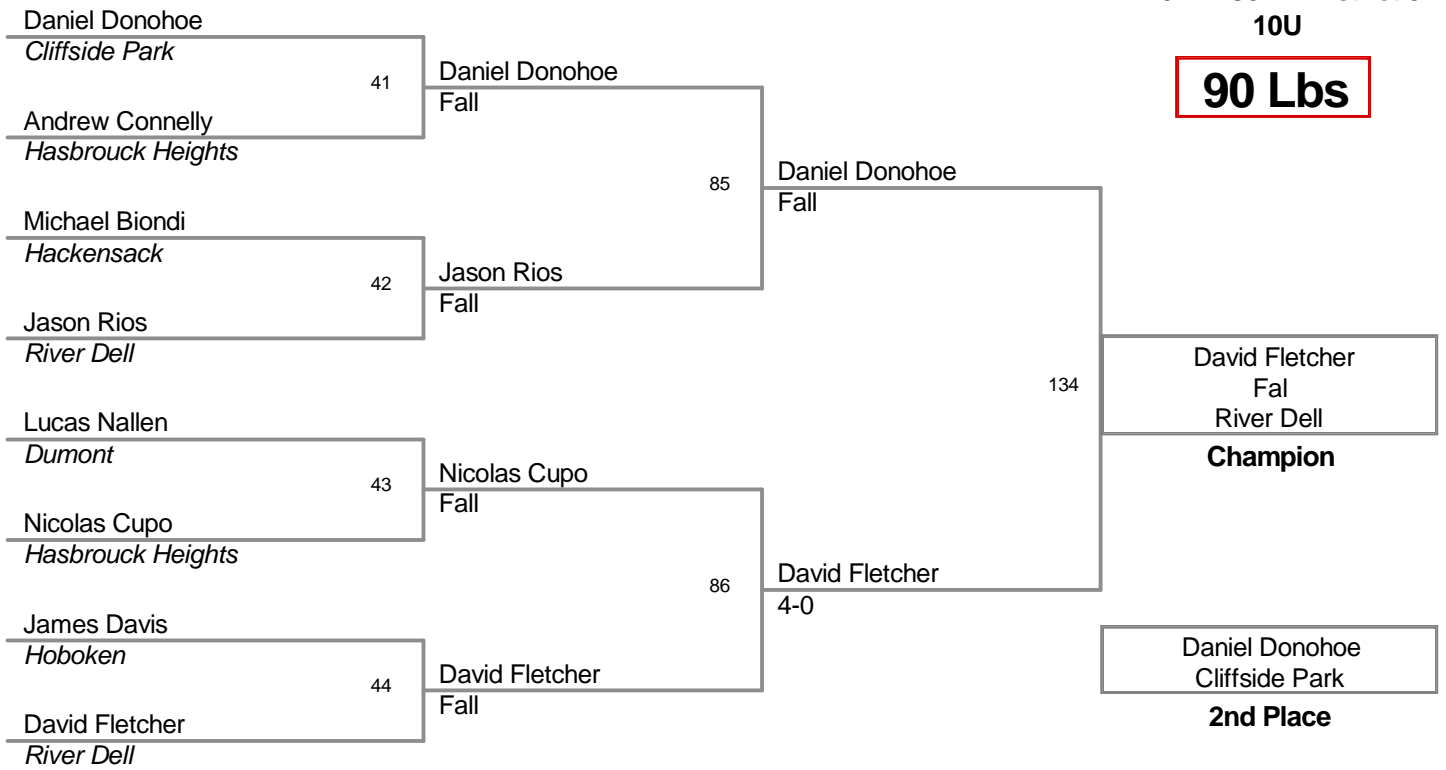 10U
90 Lbs
Daniel Donohoe
Cliffside Park
41
Andrew Connelly
Hasbrouck Heights
Daniel Donohoe
Fall
Michael Biondi
Hackensack
42
Jason Rios
River Dell
Jason Rios
Fall
85
Daniel Donohoe
Fall
Lucas Nallen
Dumont
43
Nicolas Cupo
Hasbrouck Heights
Nicolas Cupo
Fall
James Davis
Hoboken
44
David Fletcher
River Dell
David Fletcher
Fall
86
David Fletcher
4-0
134
David Fletcher
Fal
River Dell
Champion
Daniel Donohoe
Cliffside Park
2nd Place